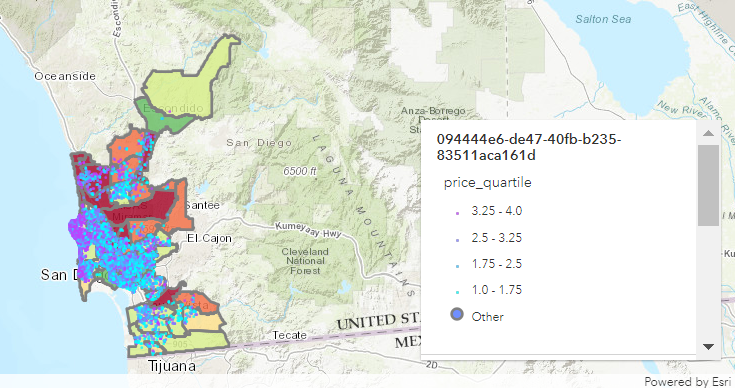 Escondi
Salton Sea
East Highline C
Oceanside
New River
Alamo River
Escondido
Anza-Borrego
Desert
San Diego
094444e6-de47-40fb-b235-
83511aca161d
price_quartile
3.25 - 4.0
2.5 - 3.25
1.75 - 2.5
1.0 - 1.75
Other
6500 ft
LAGUNA MOUNTAINS
Santee
Kumeyaay Hwy
El Cajon
Cleveland
National
Forest
San D
Tecate
UNITED STA
MEX
Tijuana
2D
Powered by Esri